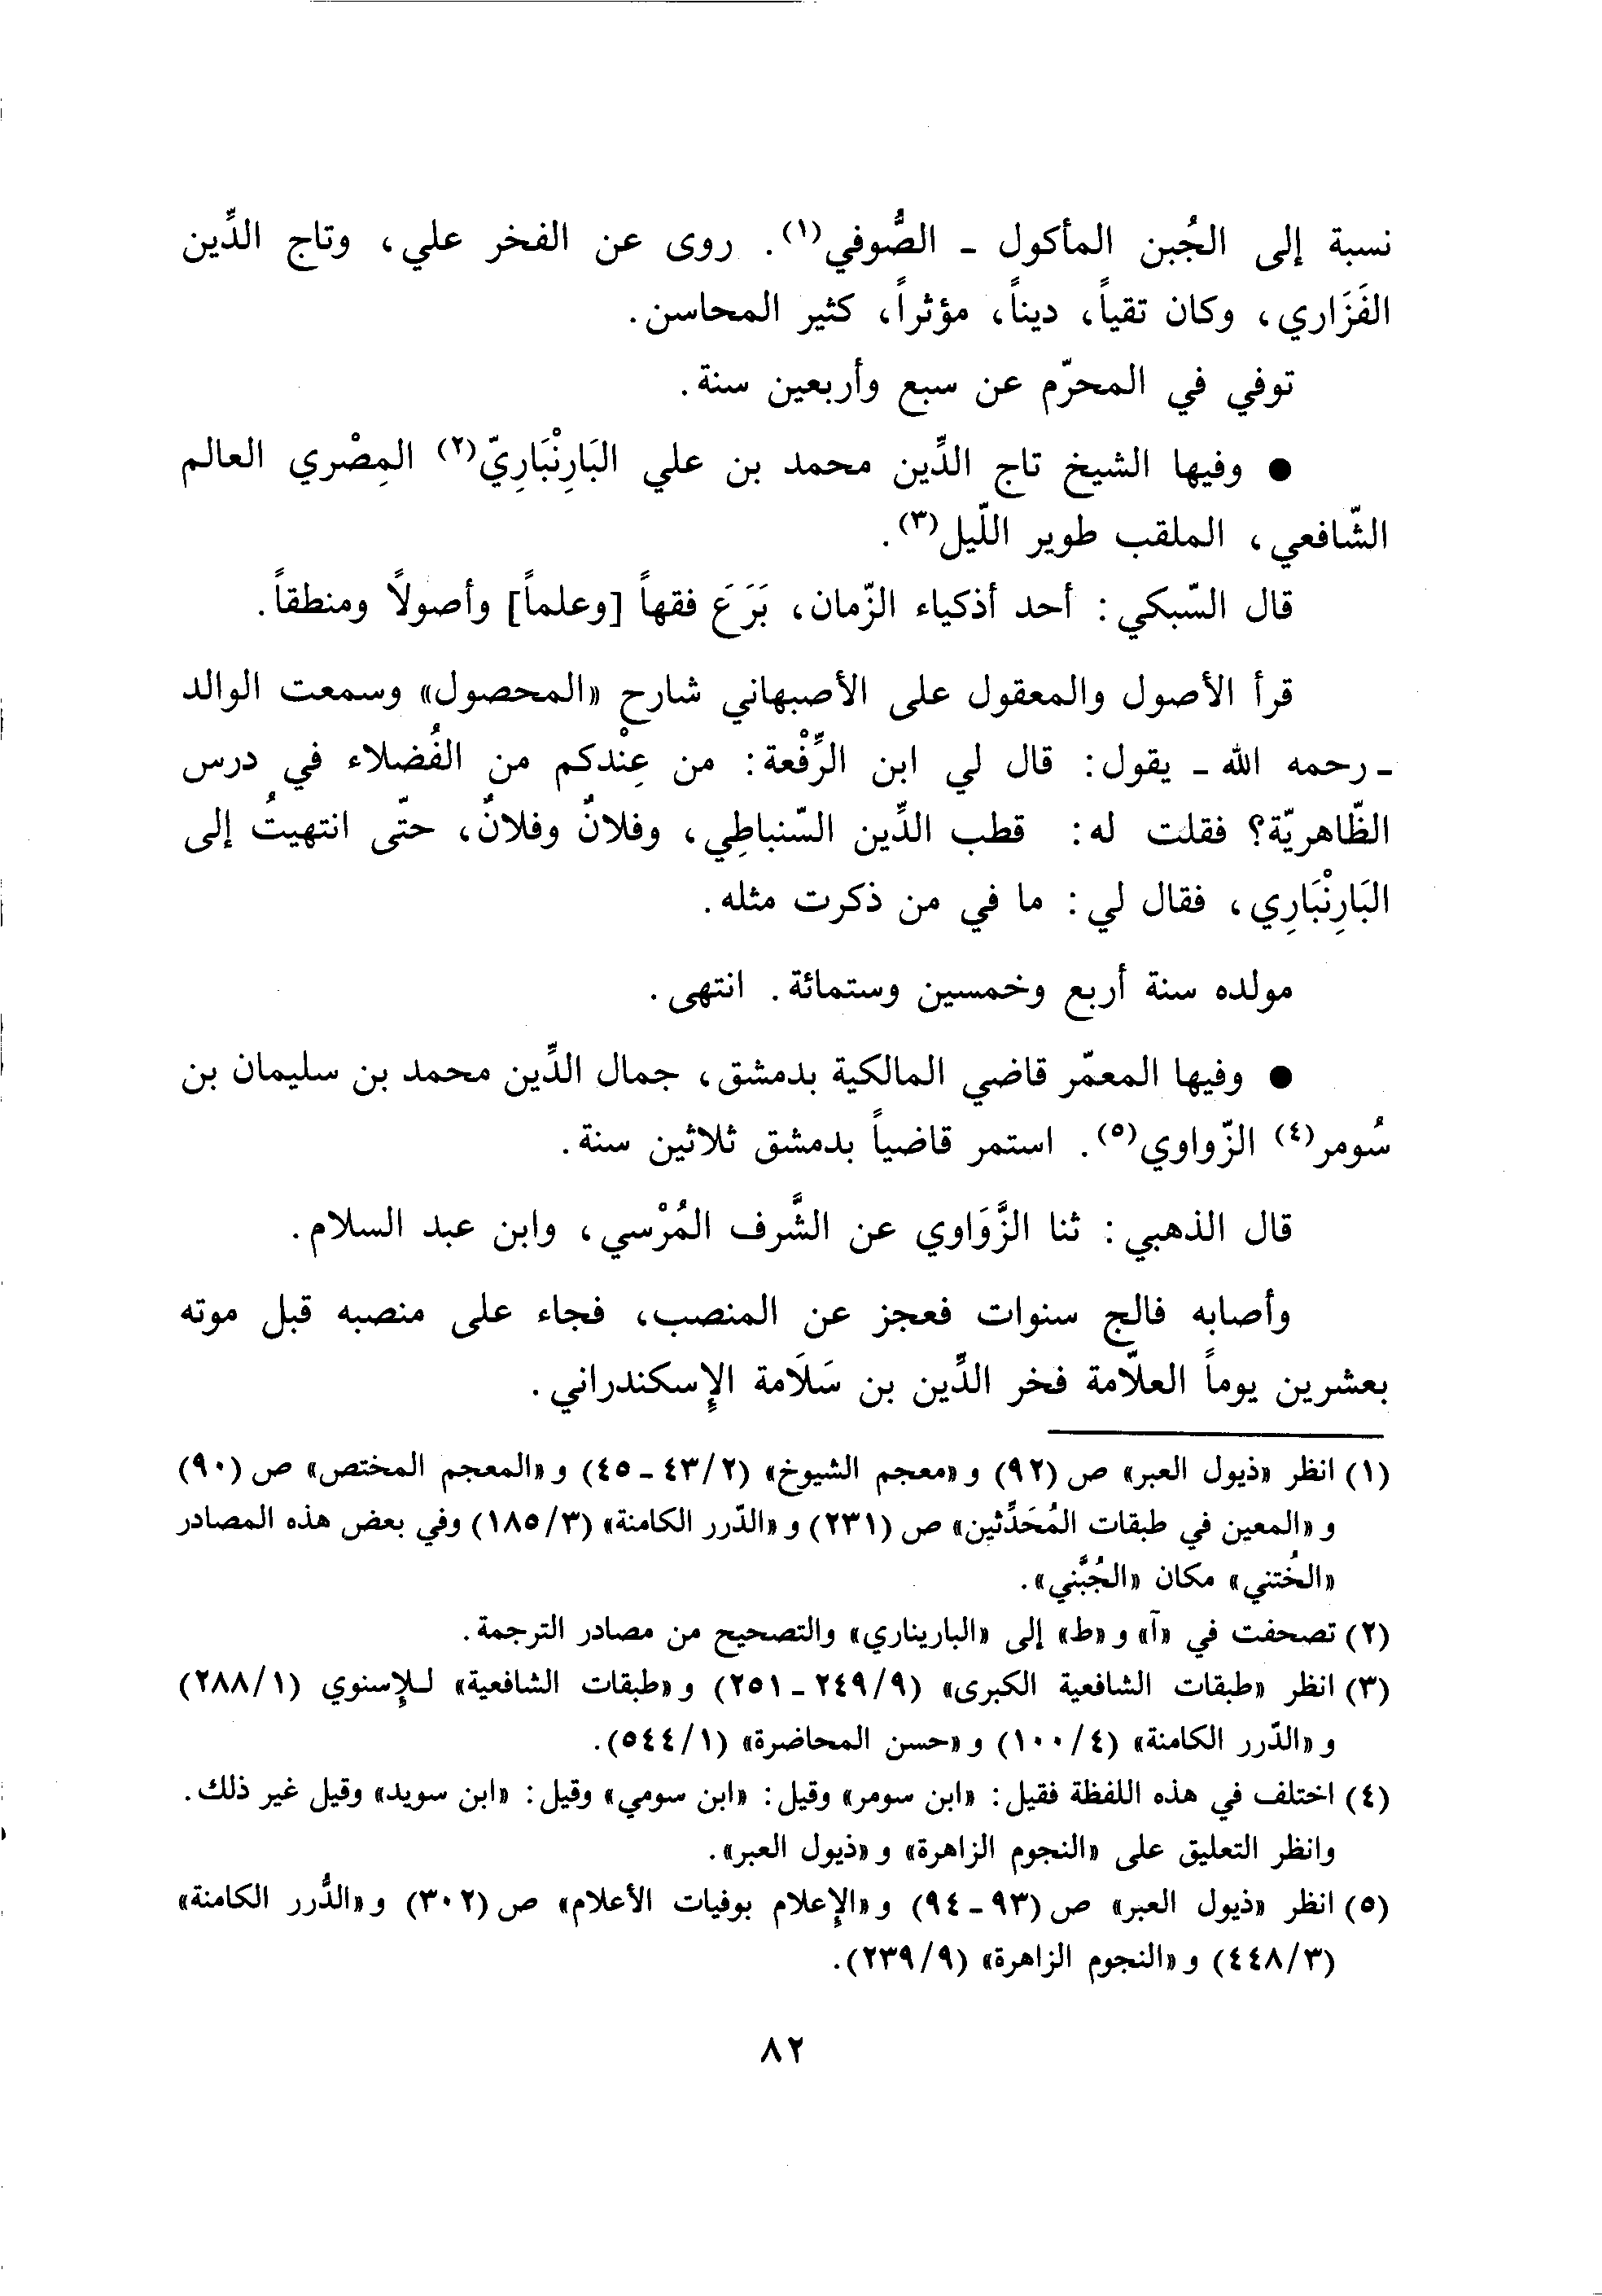 نسبة إلى الجُبن المأكول - الصُّوفي(١). روى عن الفخر علي، وتاج الدِّين
الفَزَاري، وكان تقياً، ديناً، مؤثراً، كثير المحاسن.
توفي في المحرّم عن سبع وأربعين سنة.
● وفيها الشيخ تاج الدِّين محمد بن علي البَارِنْبَارِيّ(٢) المِصْري العالم
الشّافعي، الملقب طوير اللّيل(٣).
قال السّبكي: أحد أذكياء الزّمان، بَرَعَ فقهاً [وعلماً] وأصولاً ومنطقاً.
قرأ الأصول والمعقول على الأصبهاني شارح «المحصول» وسمعت الوالد
- رحمه الله - يقول: قال لي ابن الرِّفْعة: من عِنْدكم من الفُضلاء في درس
الظّاهريّة؟ فقلت له: قطب الدِّين السّنباطِي، وفلانٌ وفلانٌ، حتّى انتهيتُ إلى
البَارِنْبَارِي، فقال لي: ما في من ذكرت مثله.
مولده سنة أربع وخمسين وستمائة. انتهى.
● وفيها المعمّر قاضي المالكية بدمشق، جمال الدِّين محمد بن سليمان بن
سُومر(٤) الزّواوي(٥). استمر قاضياً بدمشق ثلاثين سنة.
قال الذهبي: ثنا الزَّوَاوي عن الشَّرف المُرْسي، وابن عبد السلام.
وأصابه فالج سنوات فعجز عن المنصب، فجاء على منصبه قبل موته
بعشرين يوماً العلّامة فخر الدِّين بن سَلَامة الإِسكندراني.
(١) انظر «ذيول العبر» ص (٩٢) و «معجم الشيوخ» (٢/ ٤٣ - ٤٥) و «المعجم المختص» ص (٩٠)
و «المعين في طبقات المُحَدِّثين» ص (٢٣١) و «الدّرر الكامنة» (٣/ ١٨٥) وفي بعض هذه المصادر
«الخُتني» مكان «الجُبَّني».
(٢) تصحفت في «آ» و «ط» إلى «الباريناري» والتصحيح من مصادر الترجمة.
(٣) انظر «طبقات الشافعية الكبرى» (٩/ ٢٤٩ - ٢٥١) و «طبقات الشافعية» للإسنوي (١/ ٢٨٨)
و «الدّرر الكامنة» (٤/ ١٠٠) و «حسن المحاضرة» (١/ ٥٤٤).
(٤) اختلف في هذه اللفظة فقيل: «ابن سومر» وقيل: «ابن سومي» وقيل: «ابن سويد» وقيل غير ذلك.
وانظر التعليق على «النجوم الزاهرة» و «ذيول العبر».
(٥) انظر «ذيول العبر» ص (٩٣ - ٩٤) و «الإعلام بوفيات الأعلام» ص (٣٠٢) و «الدُّرر الكامنة»
(٣/ ٤٤٨) و «النجوم الزاهرة» (٩/ ٢٣٩).
٨٢